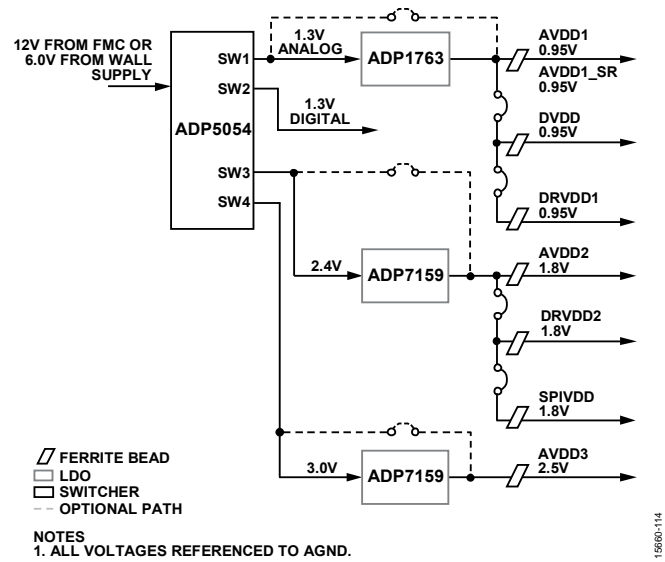 12V FROM FMC OR
6.0V FROM WALL
SUPPLY
ADP5054
SW1
SW2
SW3
SW4
1.3V
ANALOG
ADP1763
1.3V
DIGITAL
AVDD1
0.95V
AVDD1_SR
0.95V
DVDD
0.95V
DRVDD1
0.95V
2.4V
ADP7159
AVDD2
1.8V
DRVDD2
1.8V
SPIVDD
1.8V
3.0V
ADP7159
AVDD3
2.5V
FERRITE BEAD
LDO
SWITCHER
OPTIONAL PATH
NOTES
1. ALL VOLTAGES REFERENCED TO AGND.
15660-114